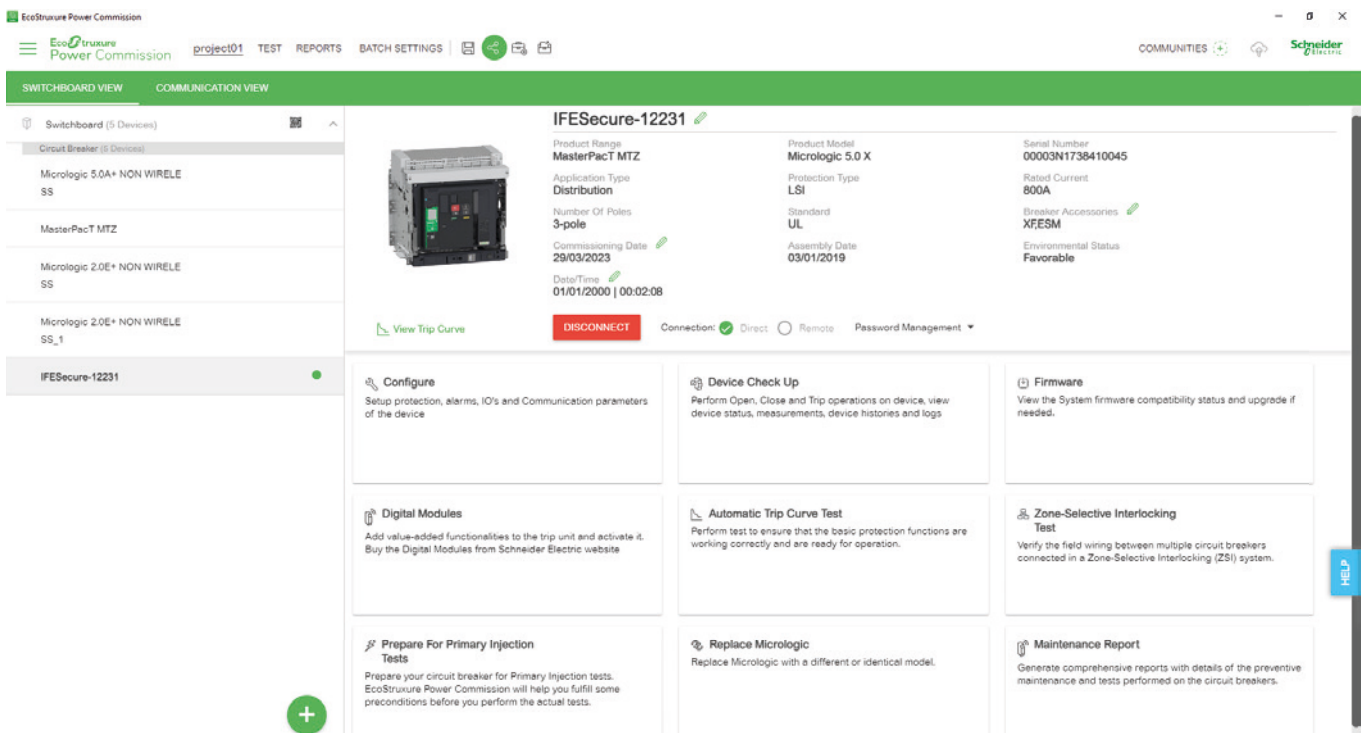 EcoStruxure Power Commission
EcoStruxure
Power Commission
project01 TEST REPORTS BATCH SETTINGS
COMMUNITIES
Schneider
Electric
SWITCHBOARD VIEW COMMUNICATION VIEW
Switchboard (5 Devices)
Circuit Breaker (5 Devices)
Micrologic 5.0A+ NON WIRELE
SS
MasterPacT MTZ
Micrologic 2.0E+ NON WIRELE
SS
Micrologic 2.0E+ NON WIRELE
SS_1
IFESecure-12231
IFESecure-12231
Product Range
MasterPacT MTZ
Product Model
Micrologic 5.0 X
Serial Number
00003N1738410045
Application Type
Distribution
Protection Type
LSI
Rated Current
800A
Number Of Poles
3-pole
Standard
UL
Breaker Accessories
XF,ESM
Commissioning Date
29/03/2023
Assembly Date
03/01/2019
Environmental Status
Favorable
Date/Time
01/01/2000 | 00:02:08
View Trip Curve
DISCONNECT
Connection: Direct Remote
Password Management
Configure
Setup protection, alarms, IO's and Communication parameters
of the device
Device Check Up
Perform Open, Close and Trip operations on device, view
device status, measurements, device histories and logs
Firmware
View the System firmware compatibility status and upgrade if
needed.
Digital Modules
Add value-added functionalities to the trip unit and activate it.
Buy the Digital Modules from Schneider Electric website
Automatic Trip Curve Test
Perform test to ensure that the basic protection functions are
working correctly and are ready for operation.
Zone-Selective Interlocking
Test
Verify the field wiring between multiple circuit breakers
connected in a Zone-Selective Interlocking (ZSI) system.
HELP
Prepare For Primary Injection
Tests
Prepare your circuit breaker for Primary Injection tests.
EcoStruxure Power Commission will help you fulfill some
preconditions before you perform the actual tests.
Replace Micrologic
Replace Micrologic with a different or identical model.
Maintenance Report
Generate comprehensive reports with details of the preventive
maintenance and tests performed on the circuit breakers.